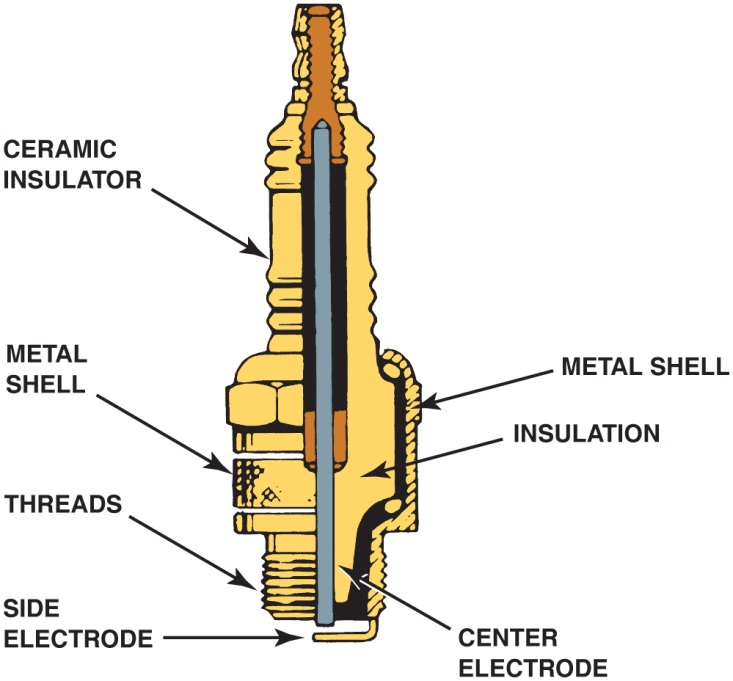 CERAMIC
INSULATOR
METAL
SHELL
METAL SHELL
INSULATION
THREADS
SIDE
ELECTRODE
CENTER
ELECTRODE